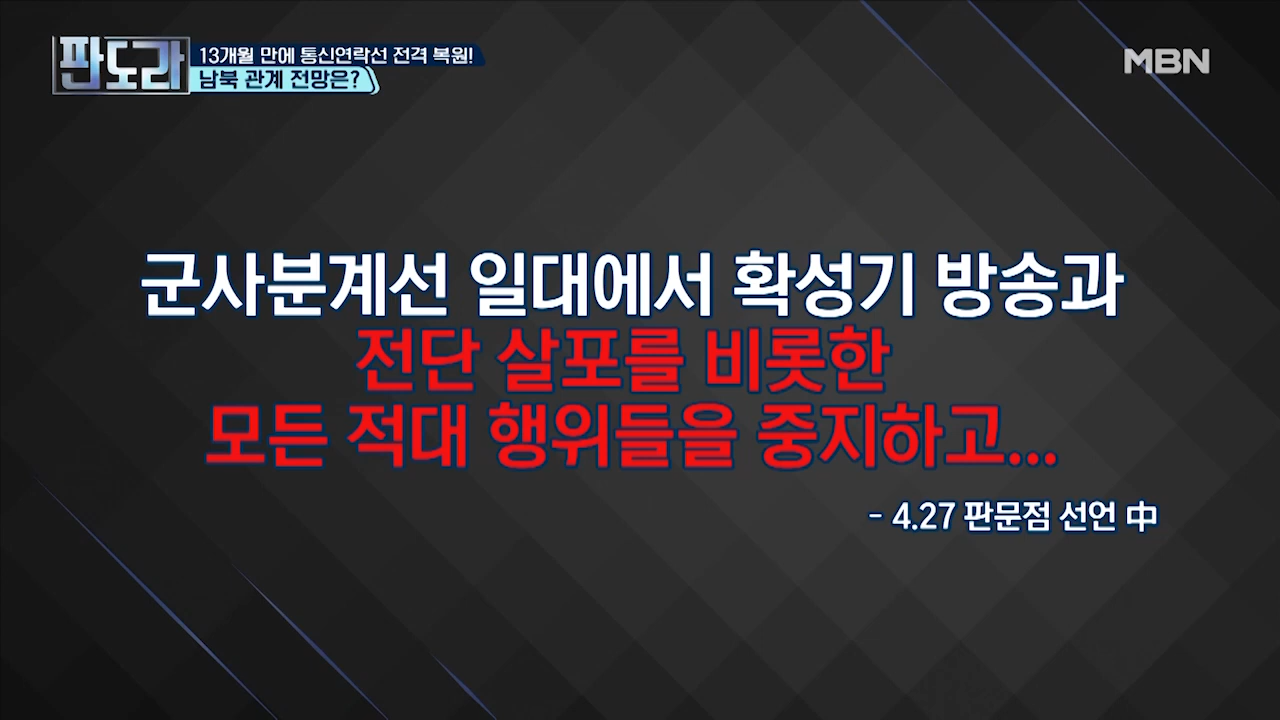 판도라
13개월 만에 통신연락선 전격 복원!
남북 관계 전망은?
MBN
군사분계선 일대에서 확성기 방송과
전단 살포를 비롯한
모든 적대 행위들을 중지하고...
- 4.27 판문점 선언 中